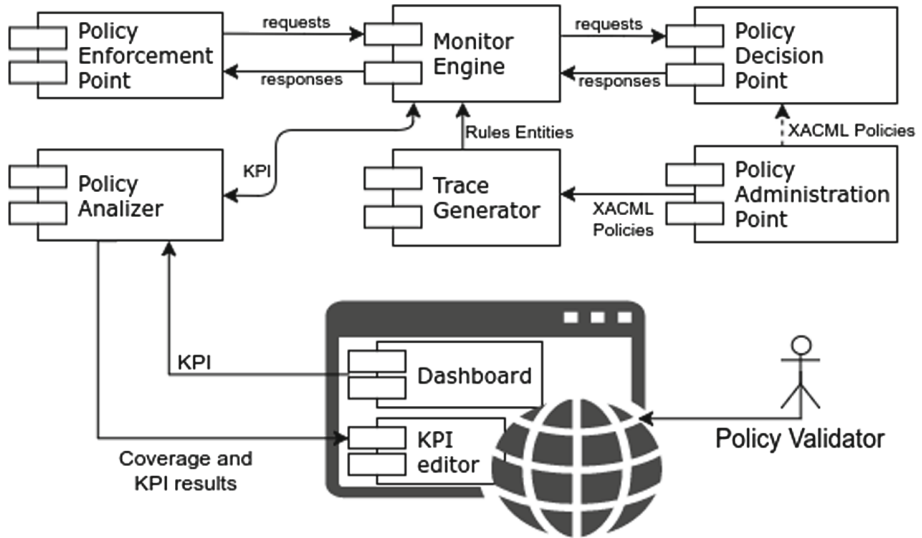 Policy
Enforcement
Point
requests
responses
Monitor
Engine
requests
responses
Policy
Decision
Point
KPI
Rules Entities
XACML Policies
Policy
Analizer
Trace
Generator
XACML
Policies
Policy
Administration
Point
KPI
Dashboard
KPI
editor
Coverage and
KPI results
Policy Validator